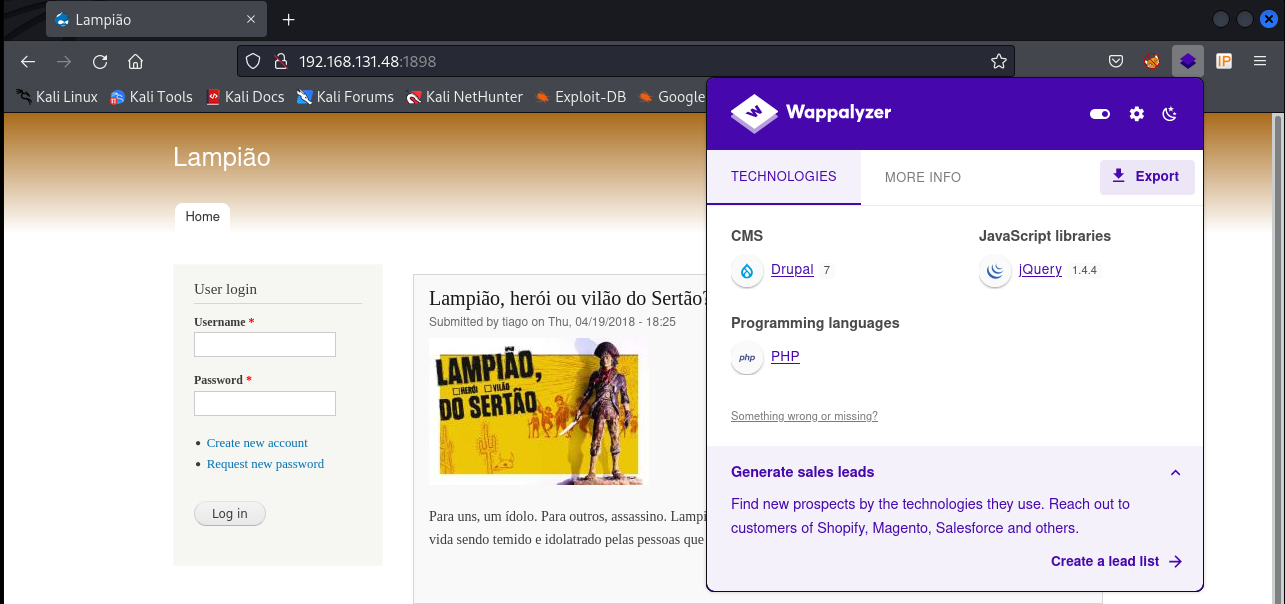 Lampião
192.168.131.48:1898
Kali Linux
Kali Tools
Kali Docs
Kali Forums
Kali NetHunter
Exploit-DB
Google
Lampião
Home
User login
Username *
Password *
Create new account
Request new password
Log in
Lampião, herói ou vilão do Sertão?
Submitted by tiago on Thu, 04/19/2018 - 18:25
LAMPIÃO,
HERÓI VILÃO
DO SERTÃO
Para uns, um ídolo. Para outros, assassino. Lampi
vida sendo temido e idolatrado pelas pessoas que
Wappalyzer
TECHNOLOGIES
MORE INFO
Export
CMS
Drupal 7
JavaScript libraries
jQuery 1.4.4
Programming languages
php PHP
Something wrong or missing?
Generate sales leads
Find new prospects by the technologies they use. Reach out to
customers of Shopify, Magento, Salesforce and others.
Create a lead list
IP